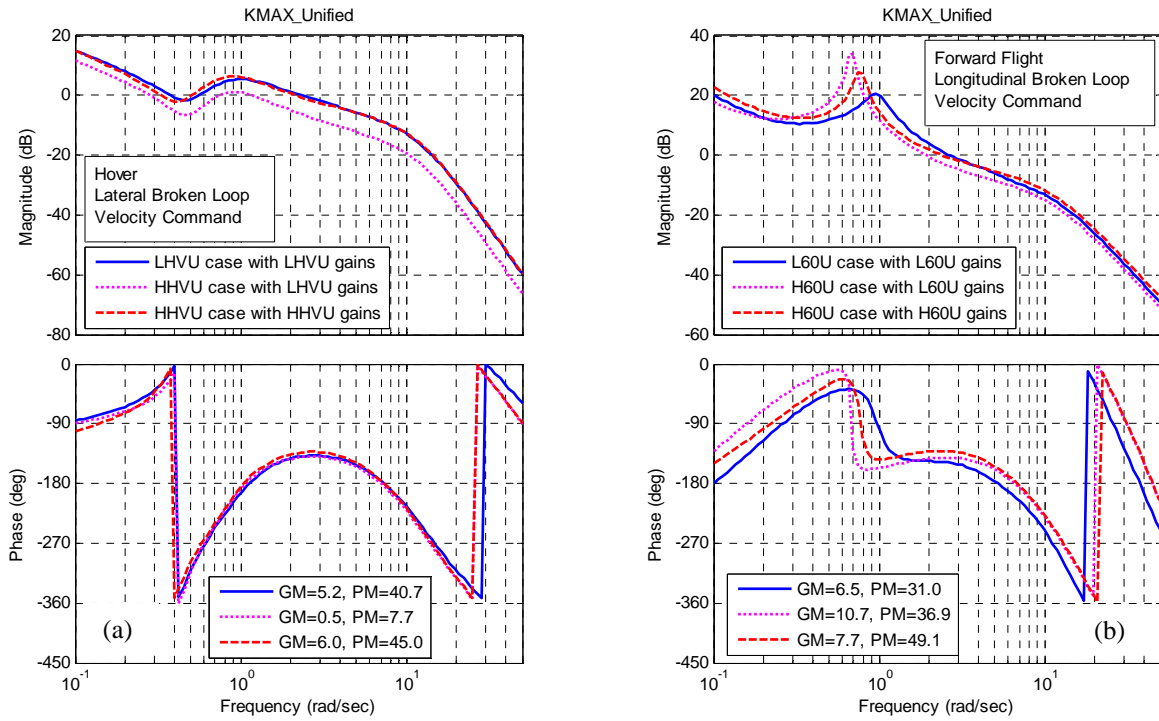 KMAX_Unified
20
0
-20
-40
-60
-80
Magnitude (dB)
Hover
Lateral Broken Loop
Velocity Command
LHVU case with LHVU gains
HHVU case with LHVU gains
HHVU case with HHVU gains
0
-90
-180
-270
-360
-450
Phase (deg)
GM=5.2, PM=40.7
GM=0.5, PM=7.7
GM=6.0, PM=45.0
(a)
10^-1
10^0
10^1
Frequency (rad/sec)
KMAX_Unified
40
20
0
-20
-40
-60
Magnitude (dB)
Forward Flight
Longitudinal Broken Loop
Velocity Command
L60U case with L60U gains
H60U case with L60U gains
H60U case with H60U gains
0
-90
-180
-270
-360
-450
Phase (deg)
GM=6.5, PM=31.0
GM=10.7, PM=36.9
GM=7.7, PM=49.1
(b)
10^-1
10^0
10^1
Frequency (rad/sec)